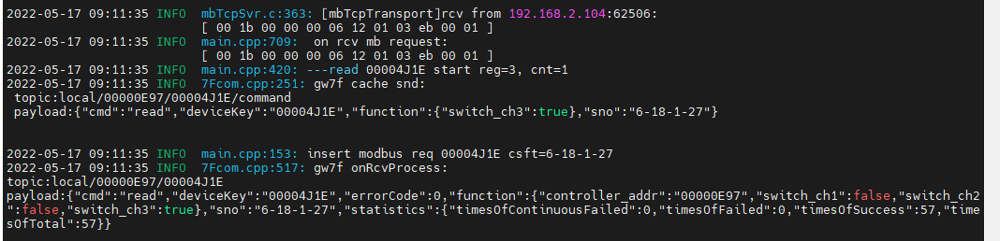 2022-05-17 09:11:35 INFO  mbTcpSvr.c:363: [mbTcpTransport]rcv from 192.168.2.104:62506:
[ 00 1b 00 00 00 06 12 01 03 eb 00 01 ]
2022-05-17 09:11:35 INFO  main.cpp:709:  on rcv mb request:
[ 00 1b 00 00 00 06 12 01 03 eb 00 01 ]
2022-05-17 09:11:35 INFO  main.cpp:420: ---read 00004J1E start reg=3, cnt=1
2022-05-17 09:11:35 INFO  7Fcom.cpp:251: gw7f cache snd:
topic:local/00000E97/00004J1E/command
payload:{"cmd":"read","deviceKey":"00004J1E","function":{"switch_ch3":true},"sno":"6-18-1-27"}
2022-05-17 09:11:35 INFO  main.cpp:153: insert modbus req 00004J1E csft=6-18-1-27
2022-05-17 09:11:35 INFO  7Fcom.cpp:517: gw7f onRcvProcess:
topic:local/00000E97/00004J1E
payload:{"cmd":"read","deviceKey":"00004J1E","errorCode":0,"function":{"controller_addr":"00000E97","switch_ch1":false,"switch_ch2
":false,"switch_ch3":true},"sno":"6-18-1-27","statistics":{"timesOfContinuousFailed":0,"timesOfFailed":0,"timesOfSuccess":57,"time
sOfTotal":57}}